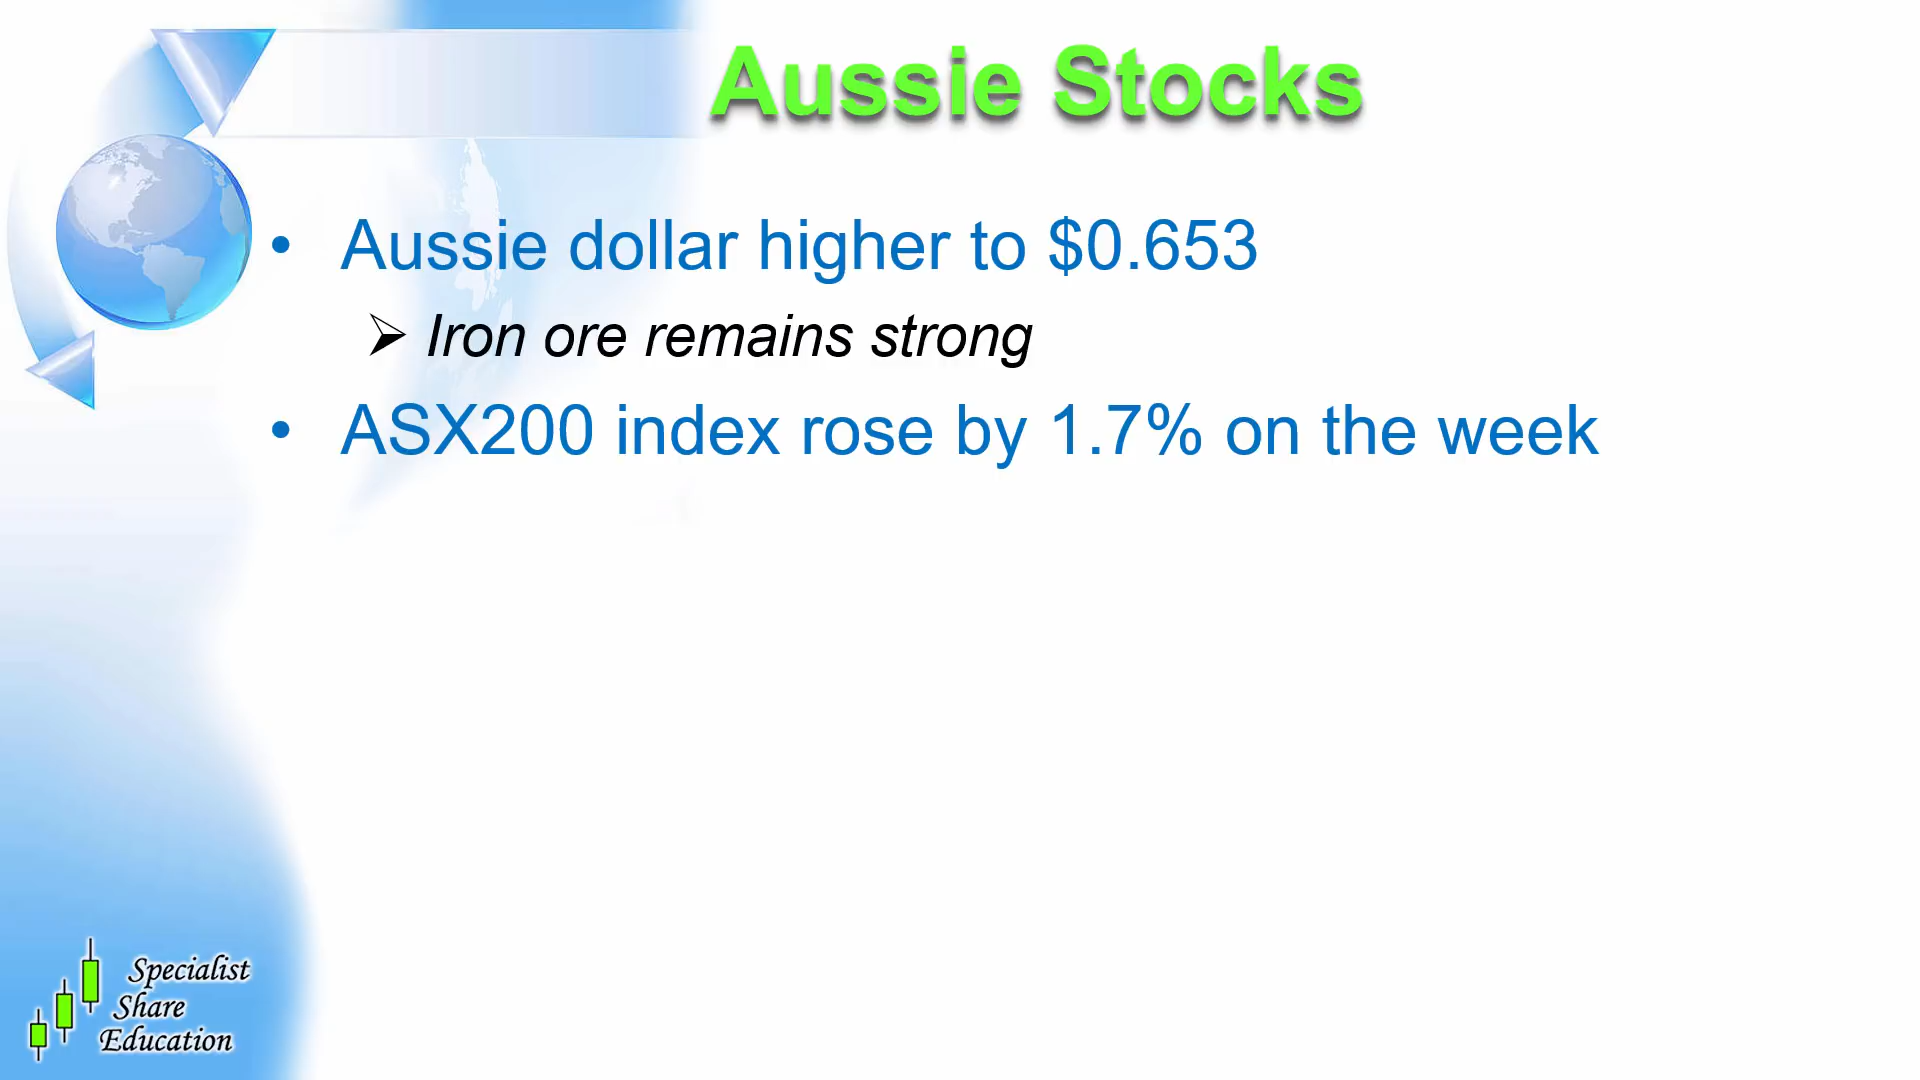 Aussie Stocks
• Aussie dollar higher to $0.653
➢ Iron ore remains strong
• ASX200 index rose by 1.7% on the week
Specialist
Share
Education